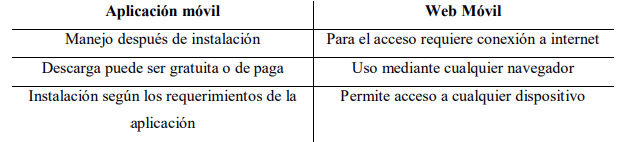 Aplicación móvil Web Móvil
Manejo después de instalación Para el acceso requiere conexión a internet
Descarga puede ser gratuita o de paga Uso mediante cualquier navegador
Instalación según los requerimientos de la Permite acceso a cualquier dispositivo
aplicación